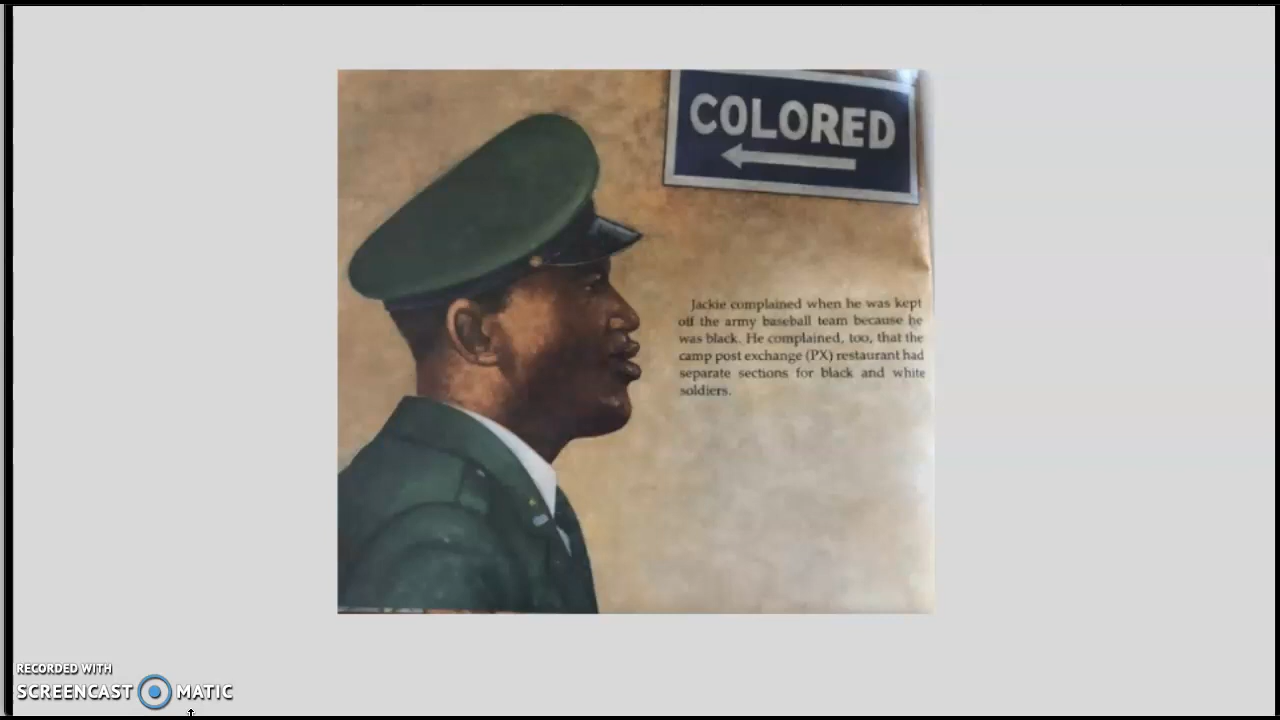 COLORED
Jackie complained when he was kept
off the army baseball team because he
was black. He complained, too, that the
camp post exchange (PX) restaurant had
separate sections for black and white
soldiers.
RECORDED WITH
SCREENCAST MATIC